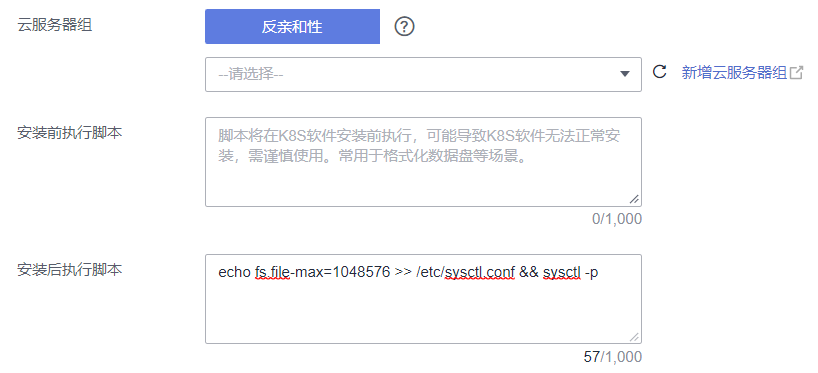 云服务器组
反亲和性
?
--请选择--
新增云服务器组
安装前执行脚本
脚本将在K8S软件安装前执行，可能导致K8S软件无法正常安
装，需谨慎使用。常用于格式化数据盘等场景。
0/1,000
安装后执行脚本
echo fs.file-max=1048576 >> /etc/sysctl.conf && sysctl -p
57/1,000